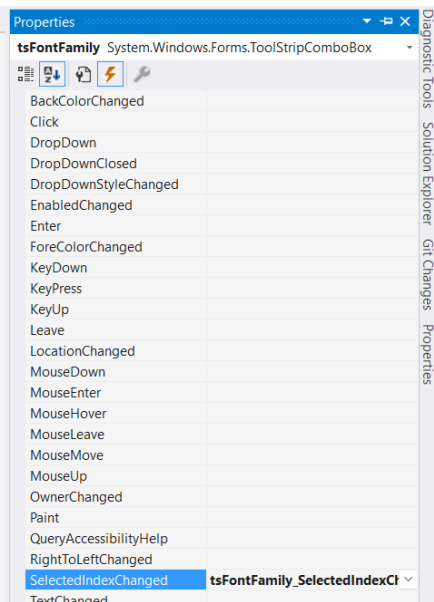 Properties
tsFontFamily System.Windows.Forms.ToolStripComboBox
BackColorChanged
Click
DropDown
DropDownClosed
DropDownStyleChanged
EnabledChanged
Enter
ForeColorChanged
KeyDown
KeyPress
KeyUp
Leave
LocationChanged
MouseDown
MouseEnter
MouseHover
MouseLeave
MouseMove
MouseUp
OwnerChanged
Paint
QueryAccessibilityHelp
RightToLeftChanged
SelectedIndexChanged tsFontFamily_SelectedIndexCh
TextChanged
Diagnostic Tools
Solution Explorer
Git Changes
Properties